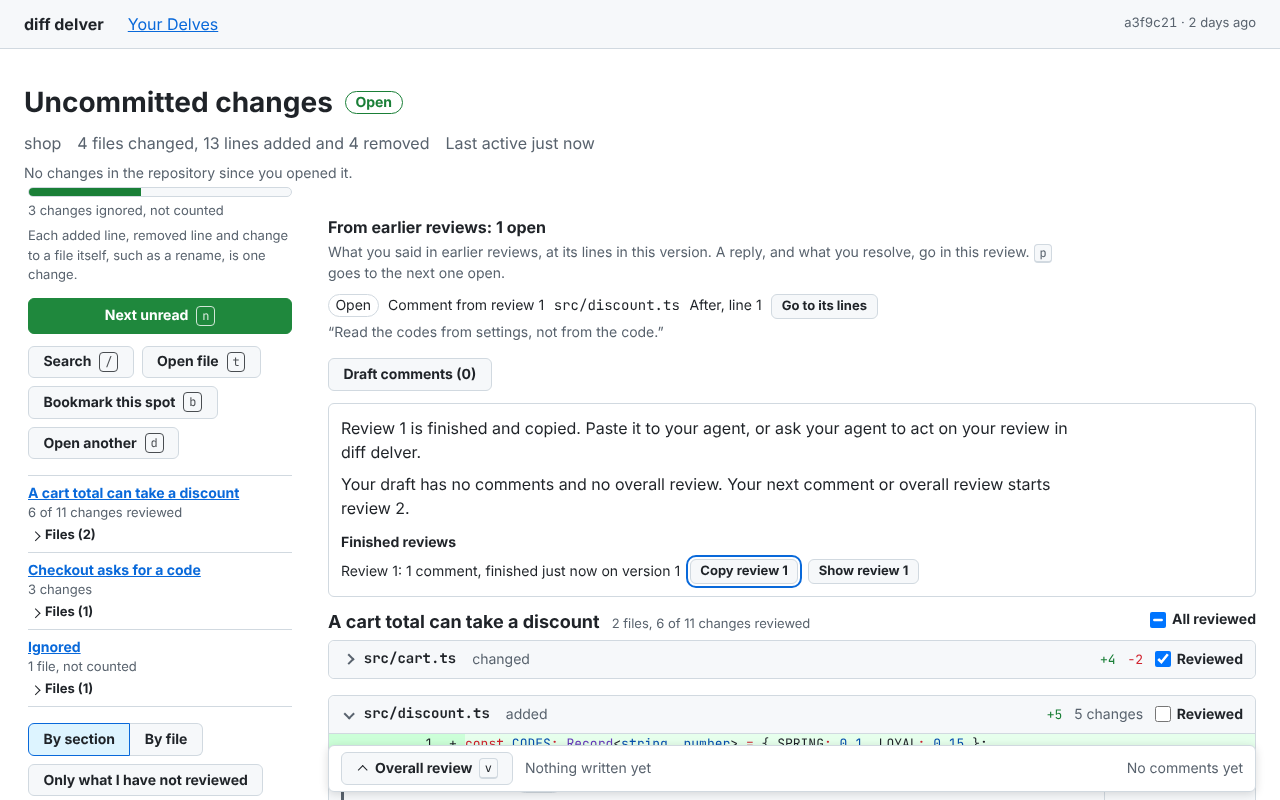 diff delver Your Delves a3f9c21 · 2 days ago
Uncommitted changes Open
shop 4 files changed, 13 lines added and 4 removed Last active just now
No changes in the repository since you opened it.
3 changes ignored, not counted
Each added line, removed line and change
to a file itself, such as a rename, is one
change.
Next unread n
Search / Open file t
Bookmark this spot b
Open another d
A cart total can take a discount
6 of 11 changes reviewed
Files (2)
Checkout asks for a code
3 changes
Files (1)
Ignored
1 file, not counted
Files (1)
By section By file
Only what I have not reviewed
From earlier reviews: 1 open
What you said in earlier reviews, at its lines in this version. A reply, and what you resolve, go in this review. p
goes to the next one open.
Open Comment from review 1 src/discount.ts After, line 1 Go to its lines
“Read the codes from settings, not from the code.”
Draft comments (0)
Review 1 is finished and copied. Paste it to your agent, or ask your agent to act on your review in
diff delver.
Your draft has no comments and no overall review. Your next comment or overall review starts
review 2.
Finished reviews
Review 1: 1 comment, finished just now on version 1 Copy review 1 Show review 1
A cart total can take a discount 2 files, 6 of 11 changes reviewed All reviewed
src/cart.ts changed +4 -2 Reviewed
src/discount.ts added +5 5 changes Reviewed
1 + const CODES: Record<string, number> = { SPRING: 0.1, LOYAL: 0.15 };
Overall review v Nothing written yet No comments yet